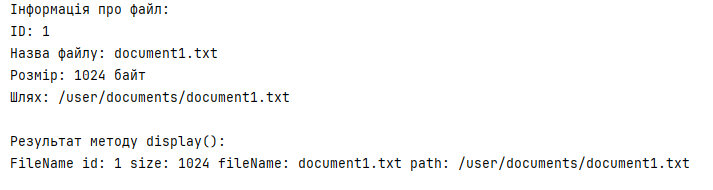 Інформація про файл:
ID: 1
Назва файлу: document1.txt
Розмір: 1024 байт
Шлях: /user/documents/document1.txt
Результат методу display():
FileName id: 1 size: 1024 fileName: document1.txt path: /user/documents/document1.txt